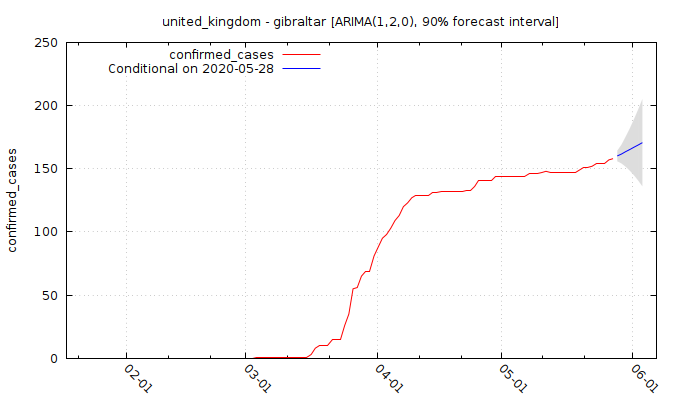 united_kingdom - gibraltar [ARIMA(1,2,0), 90% forecast interval]
confirmed_cases
Conditional on 2020-05-28
confirmed_cases
250
200
150
100
50
0
02-01
03-01
04-01
05-01
06-01